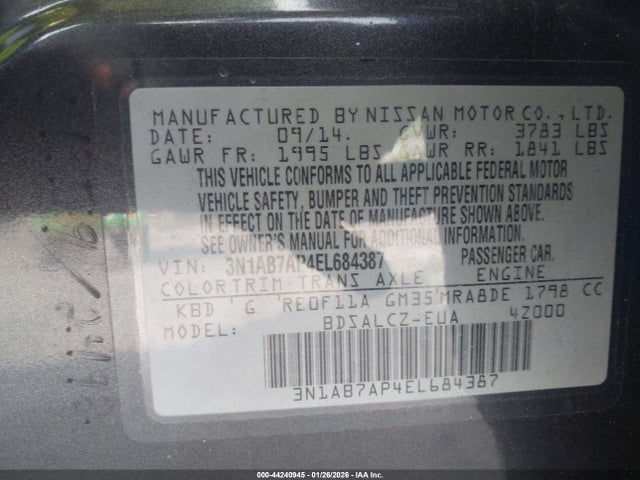 MANUFACTURED BY NISSAN MOTOR CO., LTD.
DATE: 09/14. GVWR: 3783 LBS
GAWR FR: 1995 LBS GAWR RR: 1841 LBS
THIS VEHICLE CONFORMS TO ALL APPLICABLE FEDERAL MOTOR
VEHICLE SAFETY, BUMPER AND THEFT PREVENTION STANDARDS
IN EFFECT ON THE DATE OF MANUFACTURE SHOWN ABOVE.
SEE OWNER'S MANUAL FOR ADDITIONAL INFORMATION.
VIN: 3N1AB7AP4EL684387 PASSENGER CAR.
COLOR TRIM TRANS AXLE ENGINE
KBD ' G 'RE0F11A GM35'MRA8DE 1798 CC
MODEL: BDSALCZ-EUA 4Z000
3N1AB7AP4EL684387
000-44240945 - 01/26/2026 - IAA Inc.